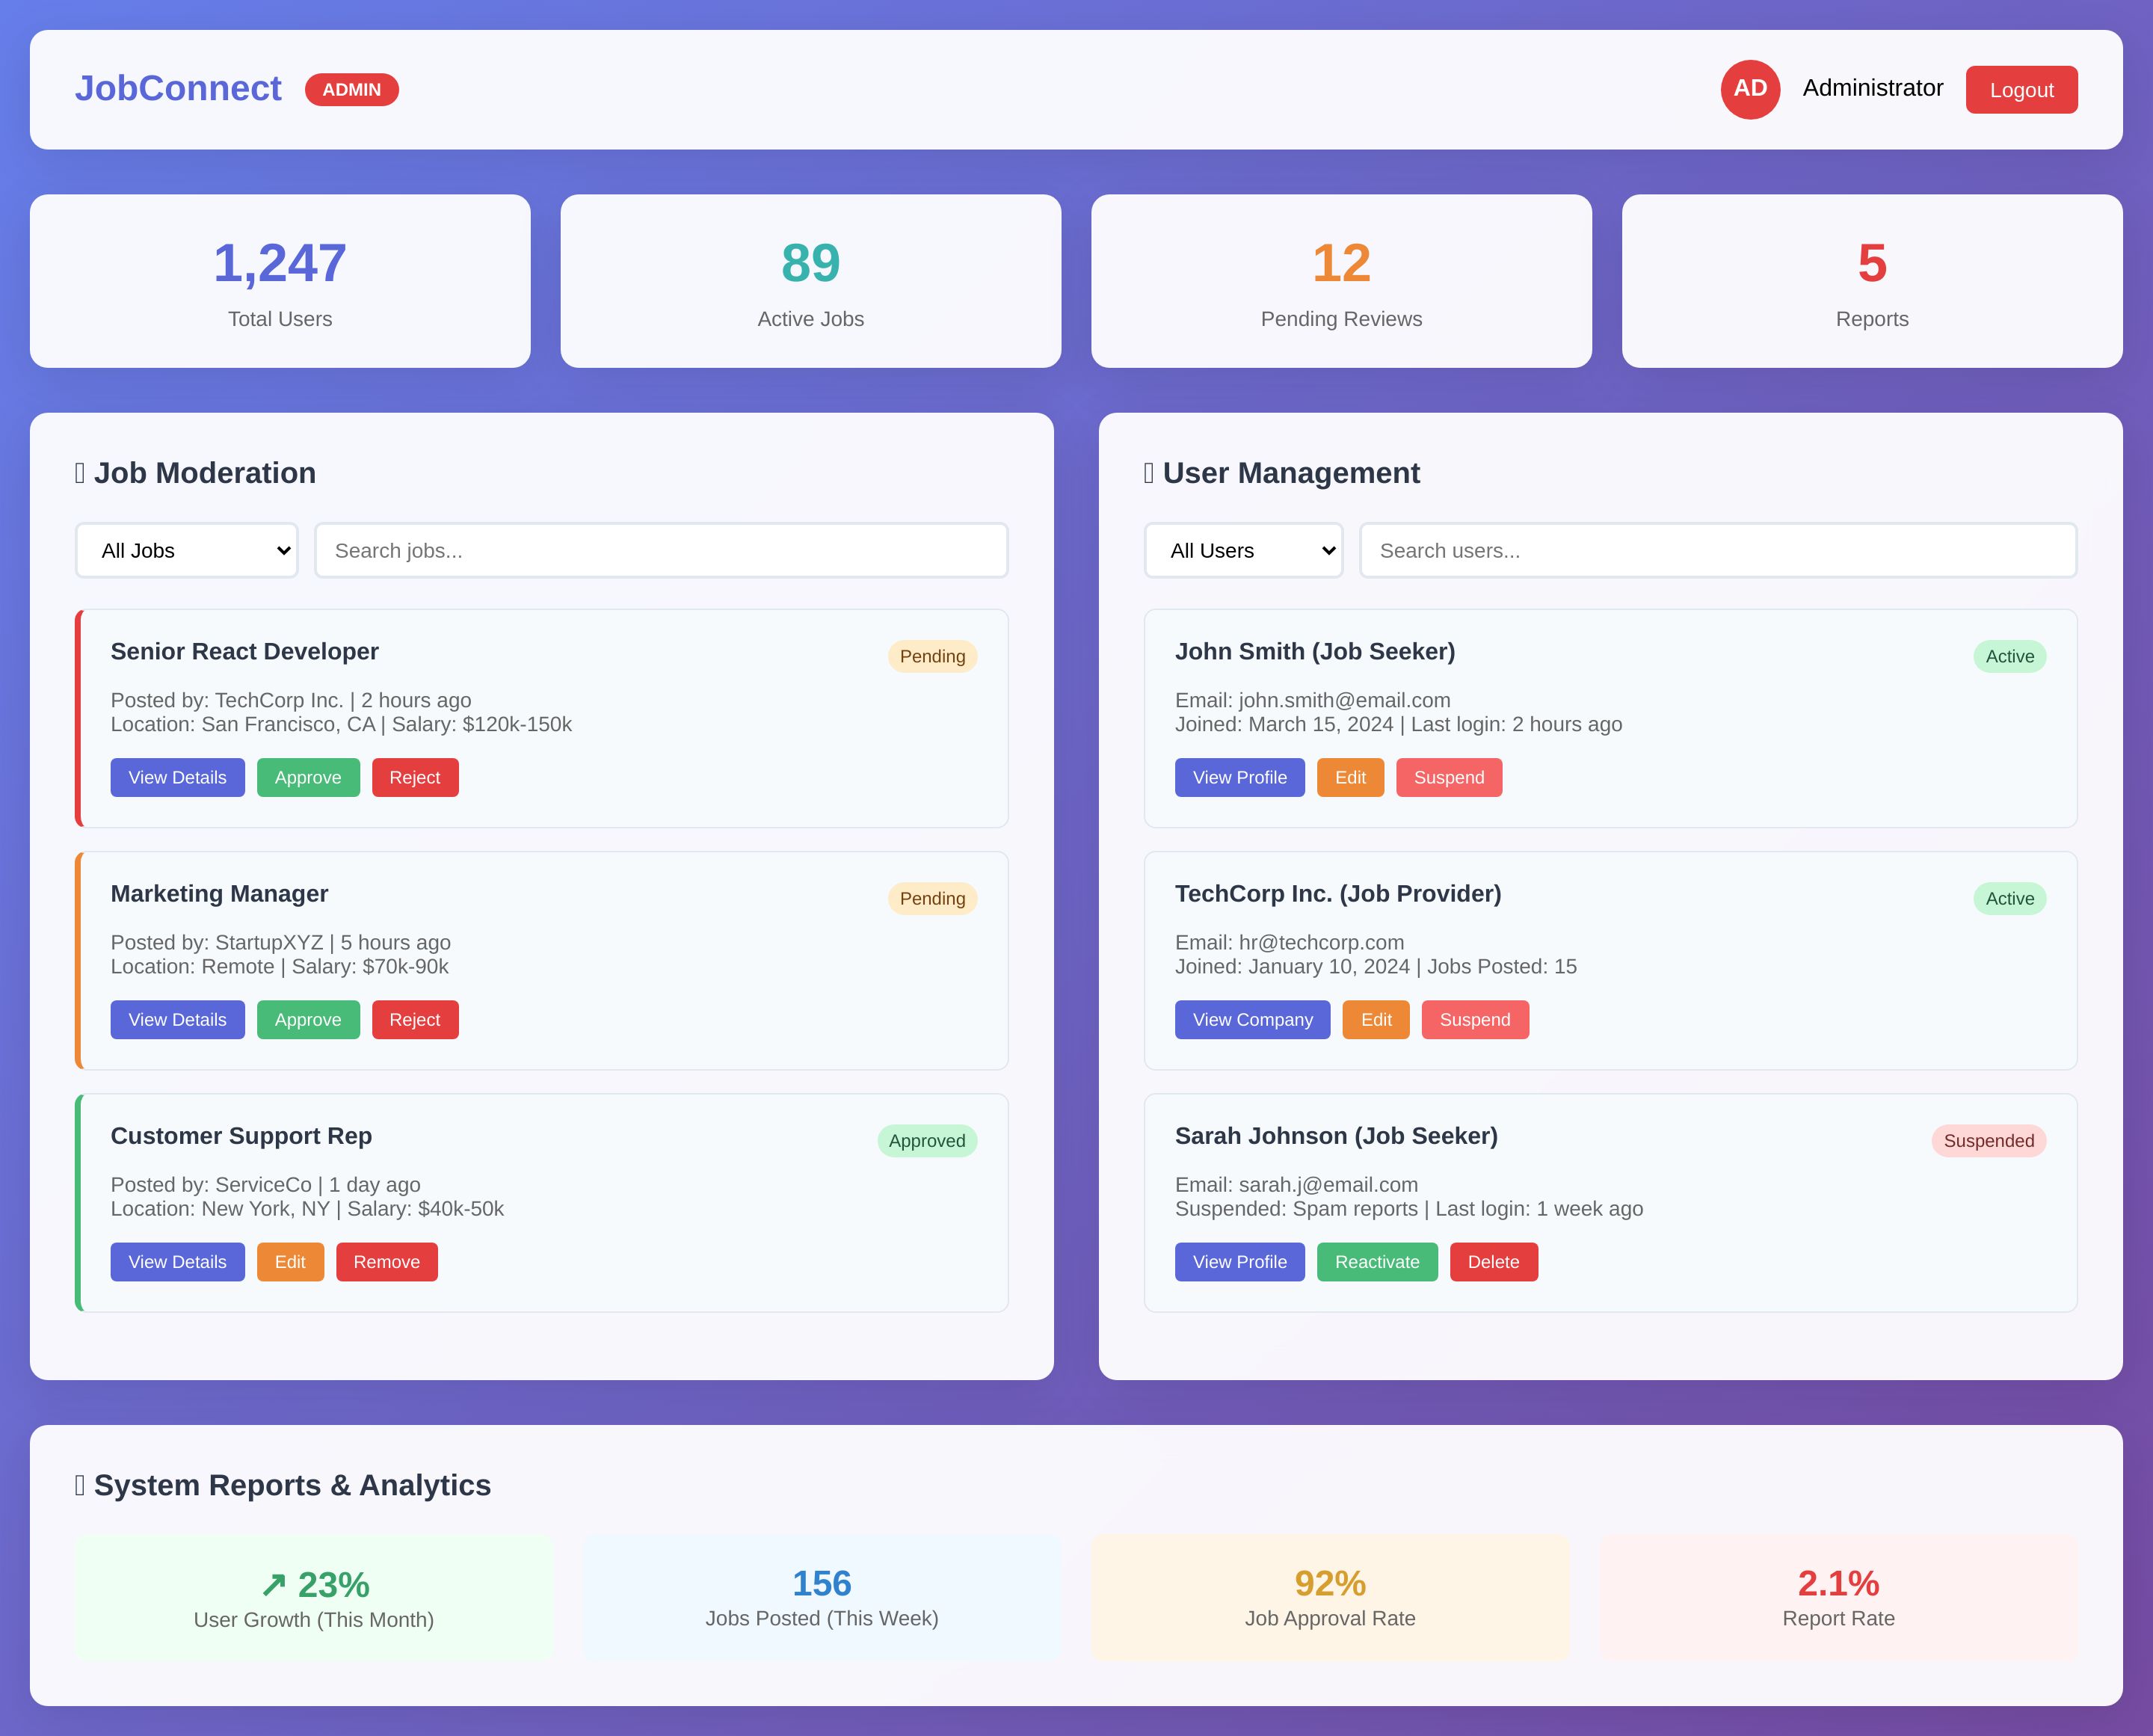 JobConnect ADMIN
AD Administrator Logout
1,247
Total Users
89
Active Jobs
12
Pending Reviews
5
Reports
Job Moderation
All Jobs Search jobs...
Senior React Developer Pending
Posted by: TechCorp Inc. | 2 hours ago
Location: San Francisco, CA | Salary: $120k-150k
View Details Approve Reject
Marketing Manager Pending
Posted by: StartupXYZ | 5 hours ago
Location: Remote | Salary: $70k-90k
View Details Approve Reject
Customer Support Rep Approved
Posted by: ServiceCo | 1 day ago
Location: New York, NY | Salary: $40k-50k
View Details Edit Remove
User Management
All Users Search users...
John Smith (Job Seeker) Active
Email: john.smith@email.com
Joined: March 15, 2024 | Last login: 2 hours ago
View Profile Edit Suspend
TechCorp Inc. (Job Provider) Active
Email: hr@techcorp.com
Joined: January 10, 2024 | Jobs Posted: 15
View Company Edit Suspend
Sarah Johnson (Job Seeker) Suspended
Email: sarah.j@email.com
Suspended: Spam reports | Last login: 1 week ago
View Profile Reactivate Delete
System Reports & Analytics
↗ 23%
User Growth (This Month)
156
Jobs Posted (This Week)
92%
Job Approval Rate
2.1%
Report Rate